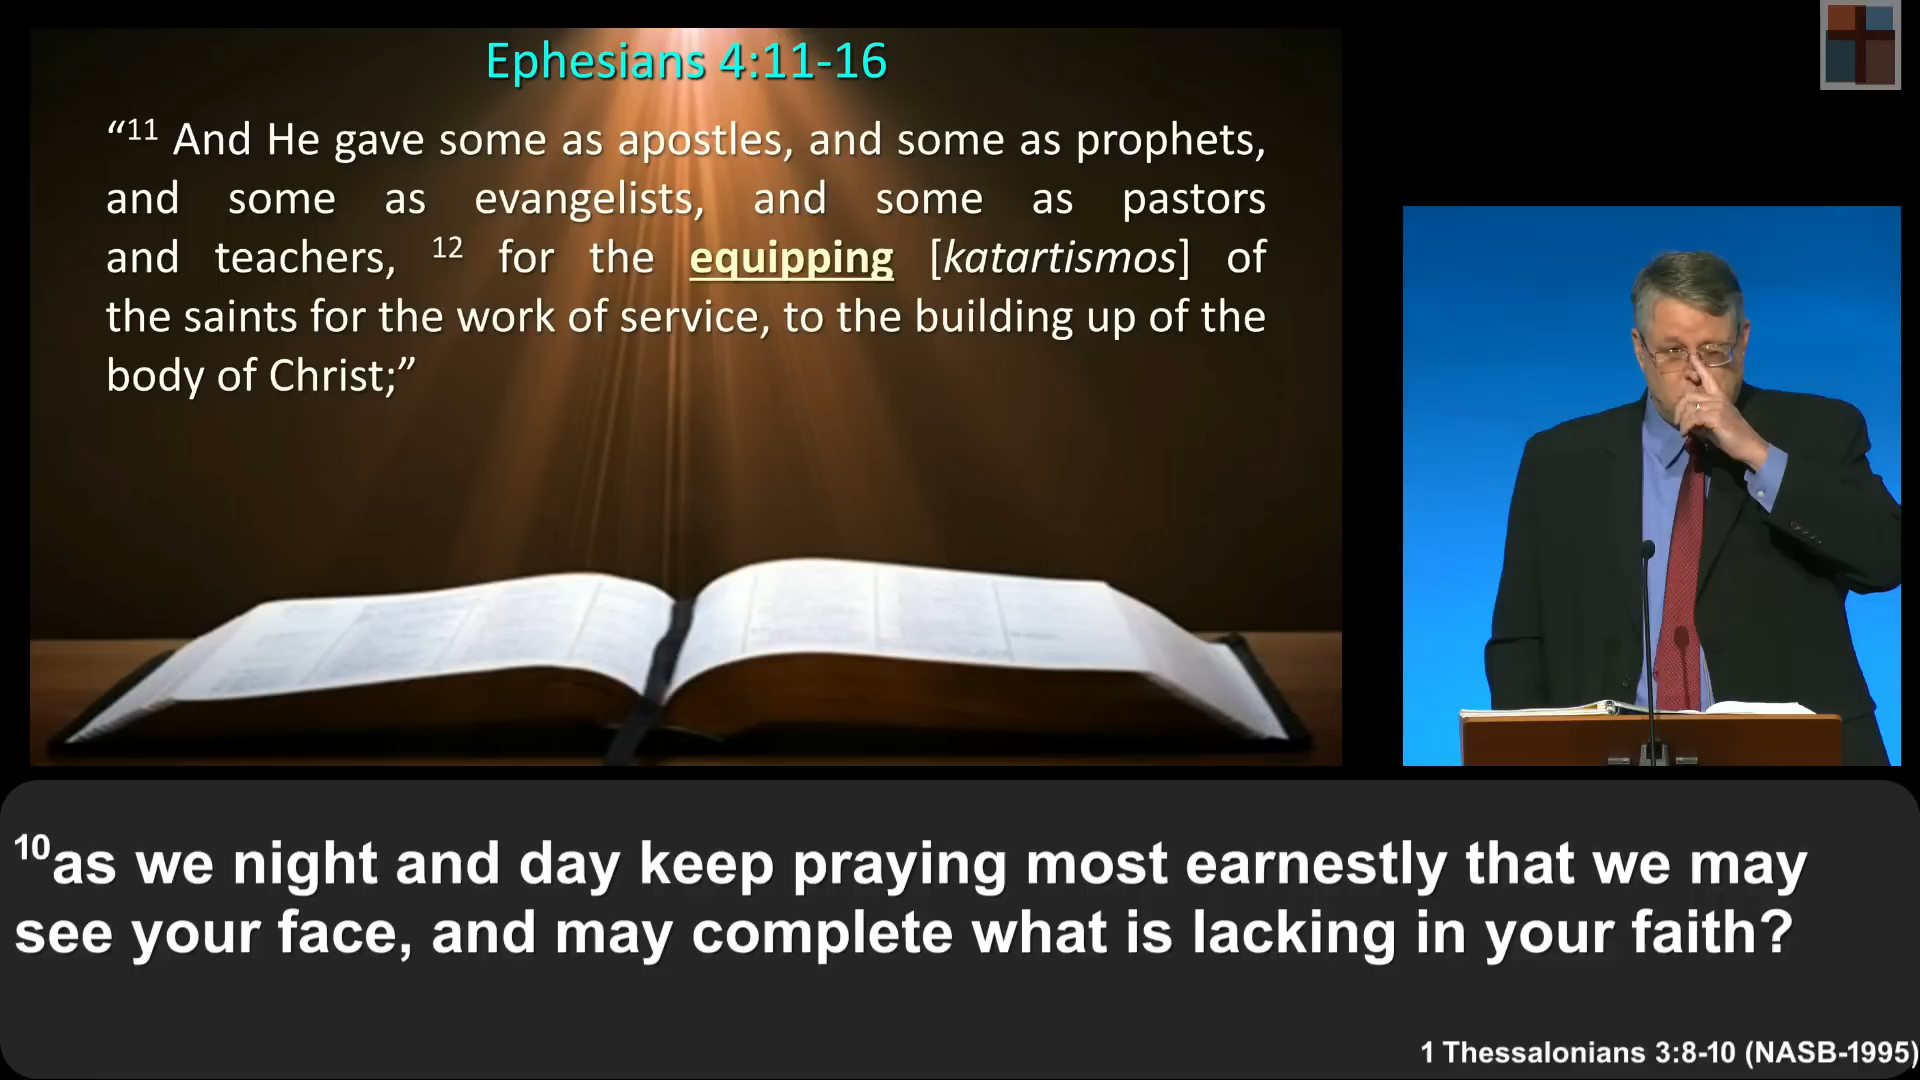 Ephesians 4:11-16
“11 And He gave some as apostles, and some as prophets,
and some as evangelists, and some as pastors
and teachers, 12 for the equipping [katartismos] of
the saints for the work of service, to the building up of the
body of Christ;”
10as we night and day keep praying most earnestly that we may
see your face, and may complete what is lacking in your faith?
1 Thessalonians 3:8-10 (NASB-1995)